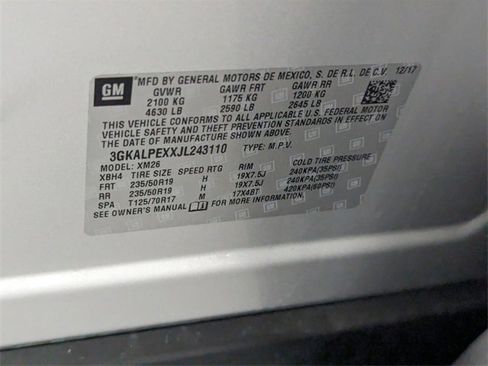 GM *MFD BY GENERAL MOTORS DE MEXICO, S. DE R.L. DE C.V. 12/17
GVWR GAWR FRT GAWR RR
2100 KG 1175 KG 1200 KG
4630 LB 2590 LB 2645 LB
THIS VEHICLE CONFORMS TO ALL APPLICABLE U.S. FEDERAL MOTOR
VEHICLE SAFETY AND THEFT PREVENTION STANDARDS IN EFFECT ON
THE DATE OF MANUFACTURE SHOWN ABOVE.
3GKALPEXXJL243110 TYPE: M.P.V.
MODEL: XM26
XBH4 TIRE SIZE SPEED RTG RIM COLD TIRE PRESSURE
FRT 235/50R19 H 19X7.5J 240KPA(35PSI)
RR 235/50R19 H 19X7.5J 240KPA(35PSI)
SPA T125/70R17 M 17X4BT 420KPA(60PSI)
SEE OWNER'S MANUAL FOR MORE INFORMATION.